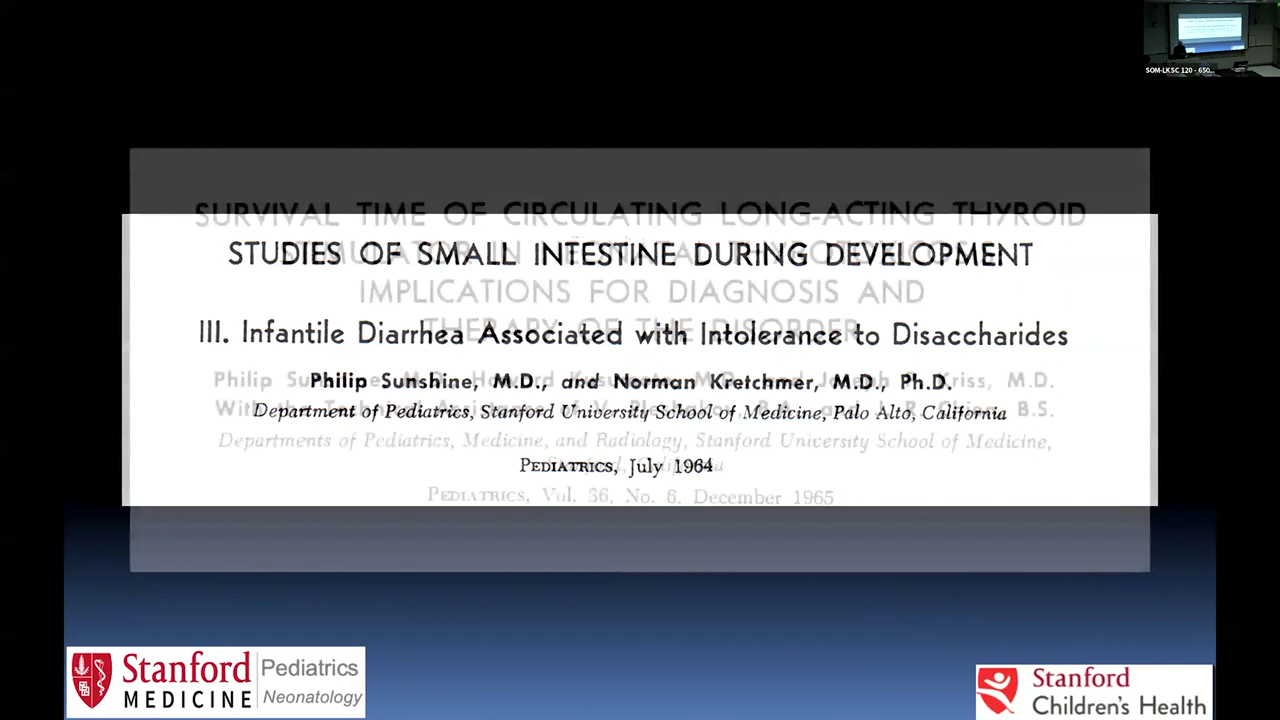 SOM-LKSC 120 - 650...
SURVIVAL TIME OF CIRCULATING LONG-ACTING THYROID
STUDIES OF SMALL INTESTINE DURING DEVELOPMENT
IMPLICATIONS FOR DIAGNOSIS AND
THERAPY OF THE DISORDER
III. Infantile Diarrhea Associated with Intolerance to Disaccharides
Philip Sunshine, M.D., and Norman Kretchmer, M.D., Ph.D.
Department of Pediatrics, Stanford University School of Medicine, Palo Alto, California
Departments of Pediatrics, Medicine, and Radiology, Stanford University School of Medicine,
PEDIATRICS, July 1964
PEDIATRICS, Vol. 36, No. 6, December 1965
Stanford
MEDICINE
Pediatrics
Neonatology
Stanford
Children's Health